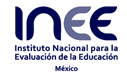 INEE
Instituto Nacional para la
Evaluación de la Educación
México